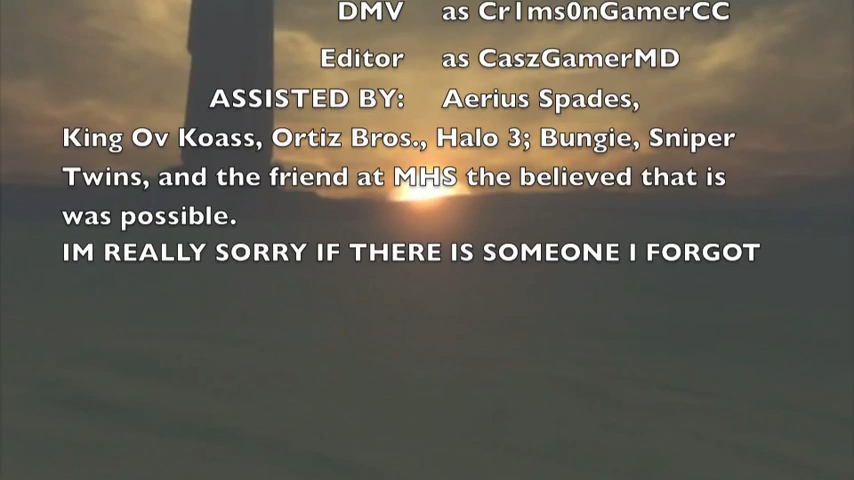 DMV as Cr1ms0nGamerCC
Editor as CaszGamerMD
ASSISTED BY: Aerius Spades,
King Ov Koass, Ortiz Bros., Halo 3; Bungie, Sniper
Twins, and the friend at MHS the believed that is
was possible.
IM REALLY SORRY IF THERE IS SOMEONE I FORGOT